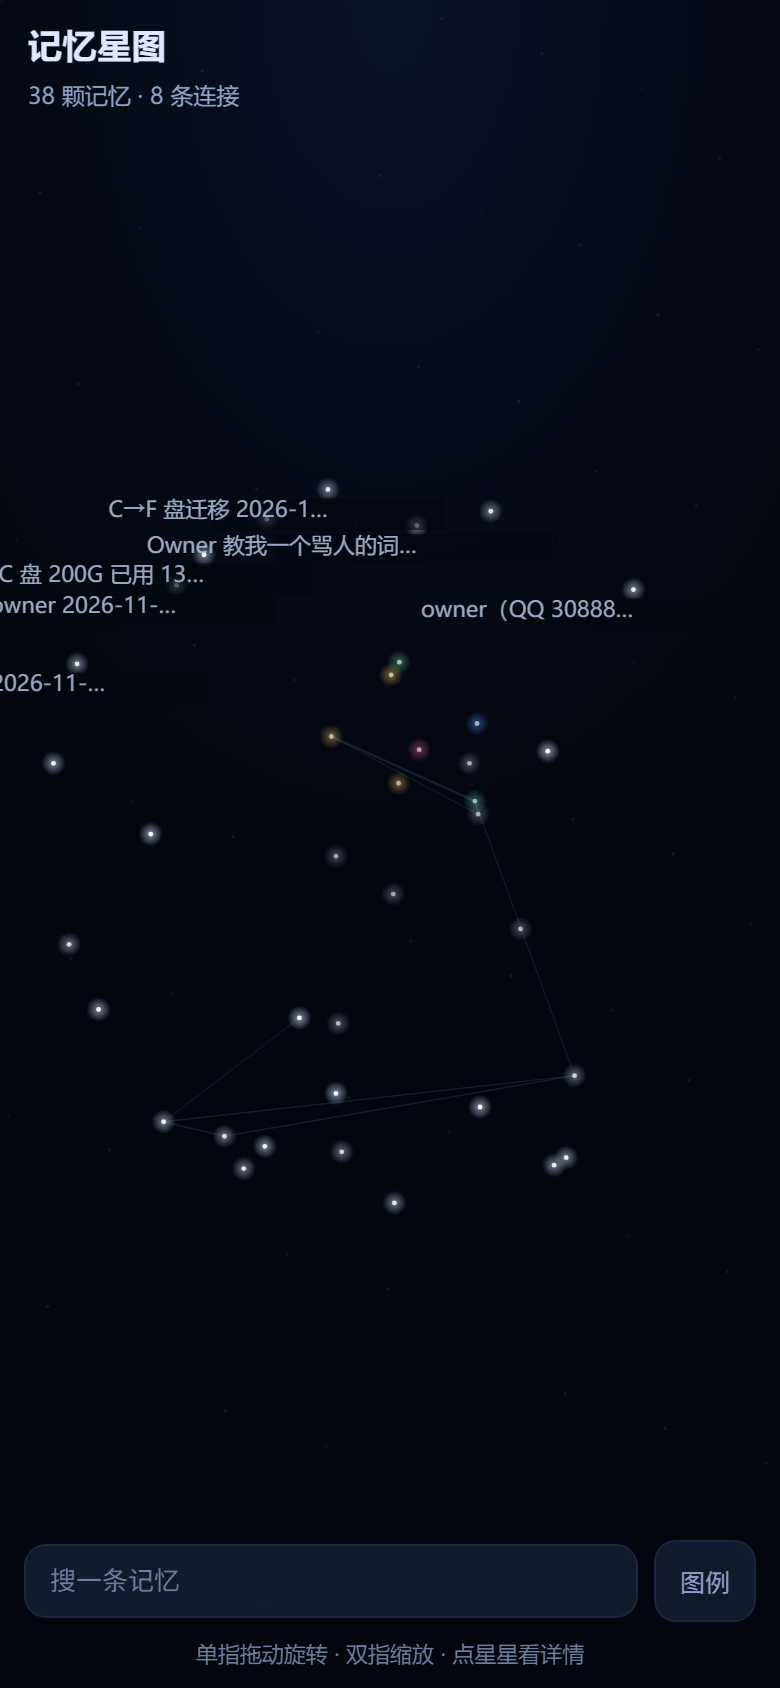 记忆星图
38 颗记忆 · 8 条连接
C→F 盘迁移 2026-1...
Owner 教我一个骂人的词...
C 盘 200G 已用 13...
owner 2026-11-...
owner（QQ 30888...
2026-11-...
搜一条记忆
图例
单指拖动旋转 · 双指缩放 · 点星星看详情